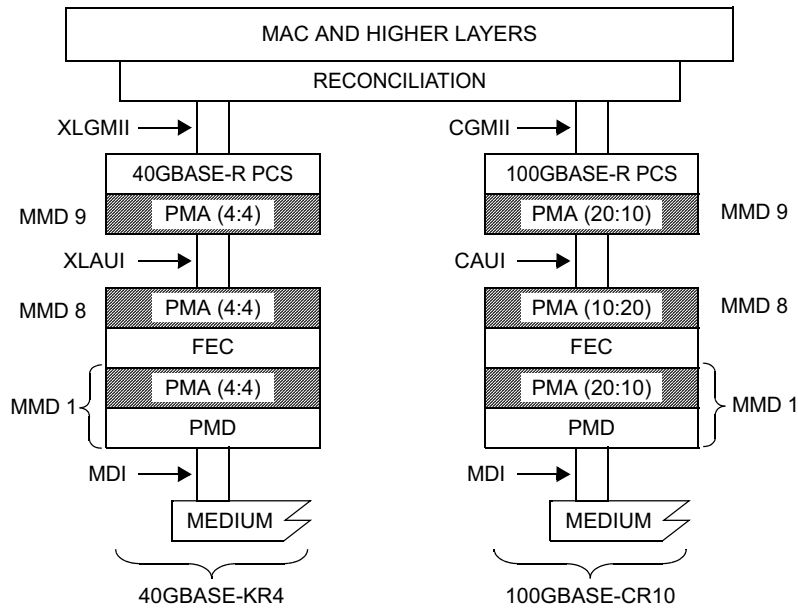 MAC AND HIGHER LAYERS
RECONCILIATION
XLGMII
CGMII
40GBASE-R PCS
100GBASE-R PCS
MMD 9
PMA (4:4)
PMA (20:10)
MMD 9
XLAUI
CAUI
MMD 8
PMA (4:4)
PMA (10:20)
MMD 8
FEC
FEC
MMD 1
PMA (4:4)
PMA (20:10)
MMD 1
PMD
PMD
MDI
MDI
MEDIUM
MEDIUM
40GBASE-KR4
100GBASE-CR10